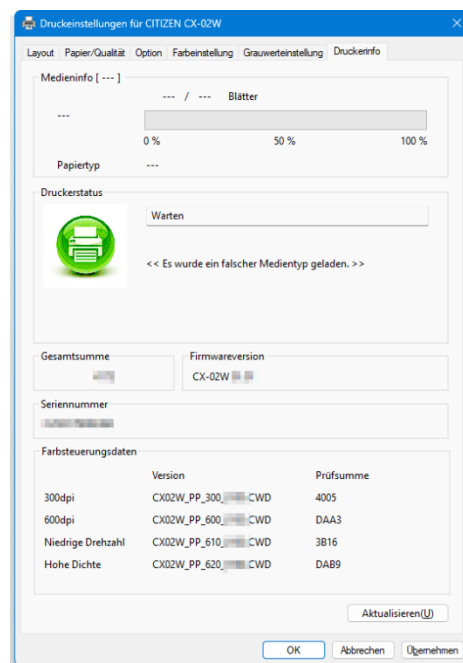 Druckeinstellungen für CITIZEN CX-02W
Layout Papier/Qualität Option Farbeinstellung Grauwerteinstellung Druckerinfo
Medieninfo [ --- ]
--- / --- Blätter
---
0 % 50 % 100 %
Papiertyp ---
Druckerstatus
Warten
<< Es wurde ein falscher Medientyp geladen. >>
Gesamtsumme Firmwareversion
CX-02W
Seriennummer
Farbsteuerungsdaten
Version Prüfsumme
300dpi CX02W_PP_300_ .CWD 4005
600dpi CX02W_PP_600_ .CWD DAA3
Niedrige Drehzahl CX02W_PP_610_ .CWD 3B16
Hohe Dichte CX02W_PP_620_ .CWD DAB9
Aktualisieren(U)
OK Abbrechen Übernehmen